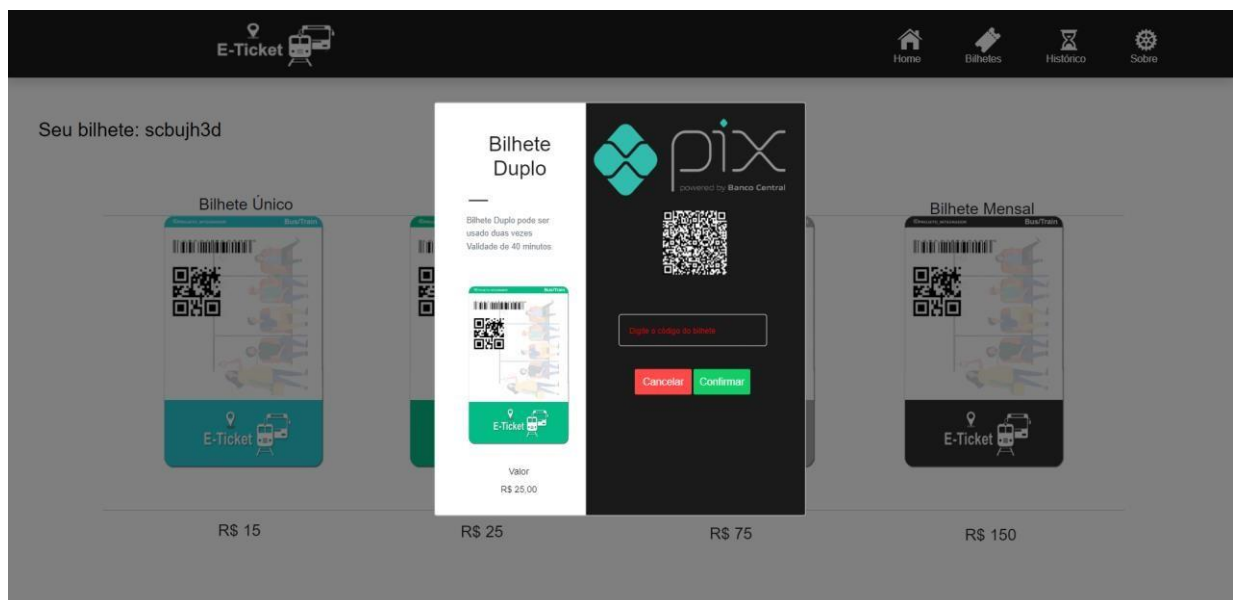 E-Ticket
Home
Bilhetes
Histórico
Sobre
Seu bilhete: scbujh3d
Bilhete Único
Bus/Train
E-Ticket
R$ 15
R$ 25
Bilhete
Duplo
Bilhete Duplo pode ser
usado duas vezes
Validade de 40 minutos
Bus/Train
E-Ticket
Valor
R$ 25,00
pix
powered by Banco Central
Digite o código do bilhete
Cancelar
Confirmar
R$ 75
Bilhete Mensal
Bus/Train
E-Ticket
R$ 150